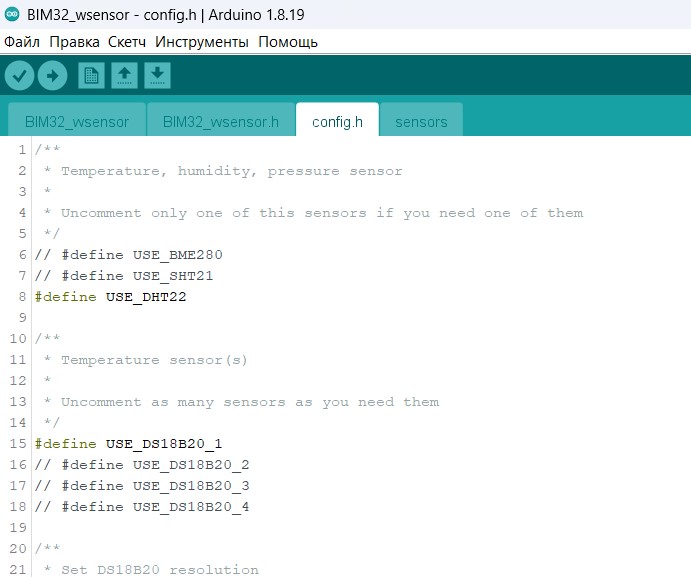 BIM32_wsensor - config.h | Arduino 1.8.19
Файл Правка Скетч Инструменты Помощь
BIM32_wsensor BIM32_wsensor.h config.h sensors
1 /**
2 * Temperature, humidity, pressure sensor
3 *
4 * Uncomment only one of this sensors if you need one of them
5 */
6 // #define USE_BME280
7 // #define USE_SHT21
8 #define USE_DHT22
9
10 /**
11 * Temperature sensor(s)
12 *
13 * Uncomment as many sensors as you need them
14 */
15 #define USE_DS18B20_1
16 // #define USE_DS18B20_2
17 // #define USE_DS18B20_3
18 // #define USE_DS18B20_4
19
20 /**
21 * Set DS18B20 resolution